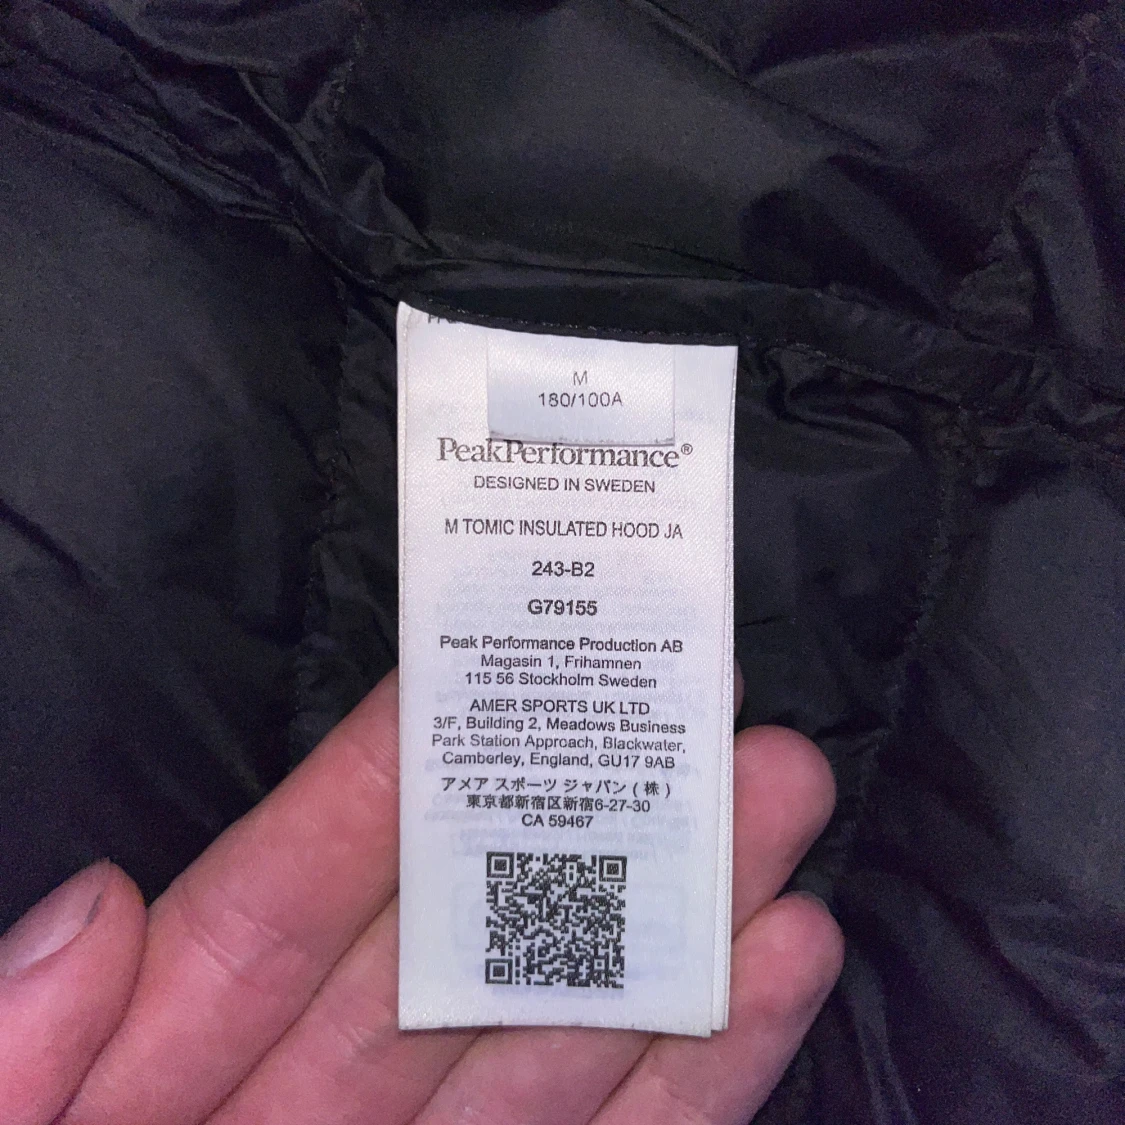 M
180/100A
PeakPerformance®
DESIGNED IN SWEDEN
M TOMIC INSULATED HOOD JA
243-B2
G79155
Peak Performance Production AB
Magasin 1, Frihamnen
115 56 Stockholm Sweden
AMER SPORTS UK LTD
3/F, Building 2, Meadows Business
Park Station Approach, Blackwater,
Camberley, England, GU17 9AB
アメア スポーツ ジャパン ( 株 )
東京都新宿区新宿6-27-30
CA 59467